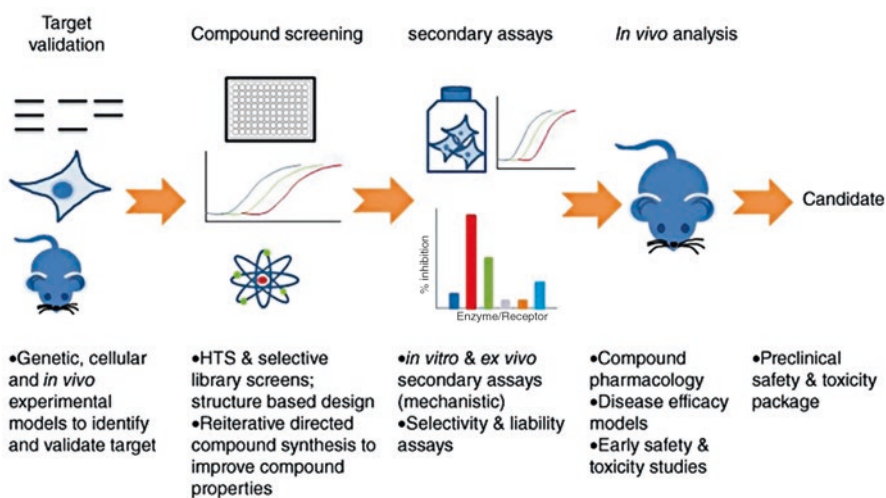 Target
validation
Compound screening
secondary assays
In vivo analysis
Candidate
% inhibition
Enzyme/Receptor
•Genetic, cellular
and in vivo
experimental
models to identify
and validate target
•HTS & selective
library screens;
structure based design
•Reiterative directed
compound synthesis to
improve compound
properties
•in vitro & ex vivo
secondary assays
(mechanistic)
•Selectivity & liability
assays
•Compound
pharmacology
•Disease efficacy
models
•Early safety &
toxicity studies
•Preclinical
safety & toxicity
package